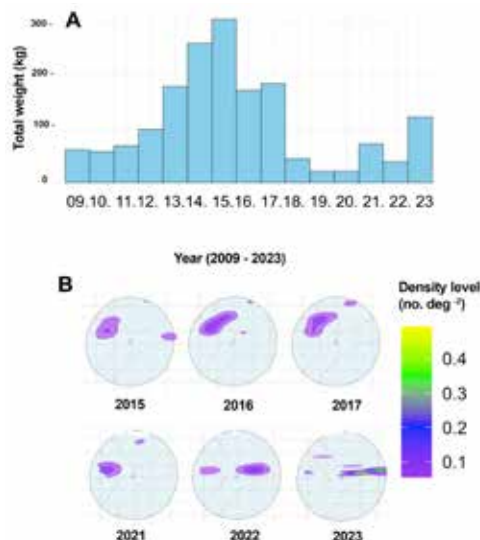 A
300
200
100
0
Total weight (kg)
09.10. 11.12. 13.14. 15.16. 17.18. 19. 20. 21. 22. 23
Year (2009 - 2023)
B
Density level
(no. deg ⁻²)
0.4
0.3
0.2
0.1
2015 2016 2017
2021 2022 2023